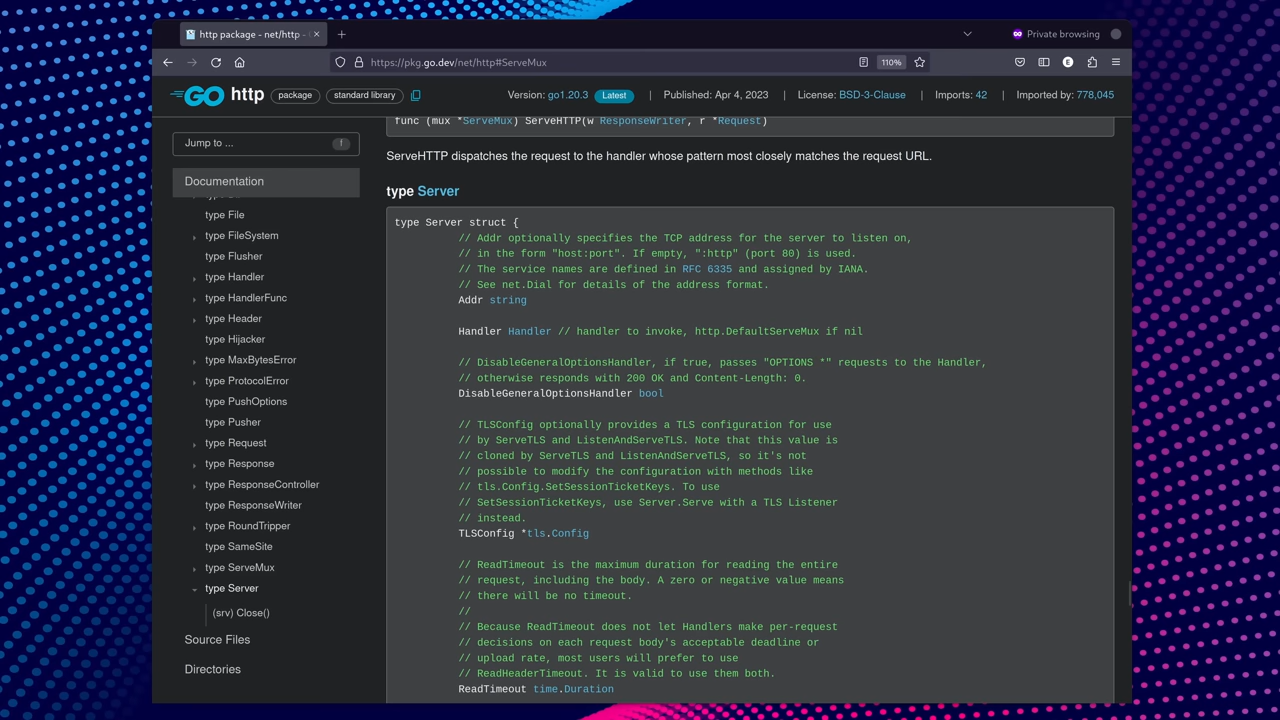 http package - net/http -
Private browsing
https://pkg.go.dev/net/http#ServeMux
110%
E
GO http package standard library
Version: go1.20.3 Latest | Published: Apr 4, 2023 | License: BSD-3-Clause | Imports: 42 | Imported by: 778,045
Jump to ... f
Documentation
type File
type FileSystem
type Flusher
type Handler
type HandlerFunc
type Header
type Hijacker
type MaxBytesError
type ProtocolError
type PushOptions
type Pusher
type Request
type Response
type ResponseController
type ResponseWriter
type RoundTripper
type SameSite
type ServeMux
type Server
(srv) Close()
Source Files
Directories
func (mux *ServeMux) ServeHTTP(w ResponseWriter, r *Request)
ServeHTTP dispatches the request to the handler whose pattern most closely matches the request URL.
type Server
type Server struct {
// Addr optionally specifies the TCP address for the server to listen on,
// in the form "host:port". If empty, ":http" (port 80) is used.
// The service names are defined in RFC 6335 and assigned by IANA.
// See net.Dial for details of the address format.
Addr string
Handler Handler // handler to invoke, http.DefaultServeMux if nil
// DisableGeneralOptionsHandler, if true, passes "OPTIONS *" requests to the Handler,
// otherwise responds with 200 OK and Content-Length: 0.
DisableGeneralOptionsHandler bool
// TLSConfig optionally provides a TLS configuration for use
// by ServeTLS and ListenAndServeTLS. Note that this value is
// cloned by ServeTLS and ListenAndServeTLS, so it's not
// possible to modify the configuration with methods like
// tls.Config.SetSessionTicketKeys. To use
// SetSessionTicketKeys, use Server.Serve with a TLS Listener
// instead.
TLSConfig *tls.Config
// ReadTimeout is the maximum duration for reading the entire
// request, including the body. A zero or negative value means
// there will be no timeout.
//
// Because ReadTimeout does not let Handlers make per-request
// decisions on each request body's acceptable deadline or
// upload rate, most users will prefer to use
// ReadHeaderTimeout. It is valid to use them both.
ReadTimeout time.Duration